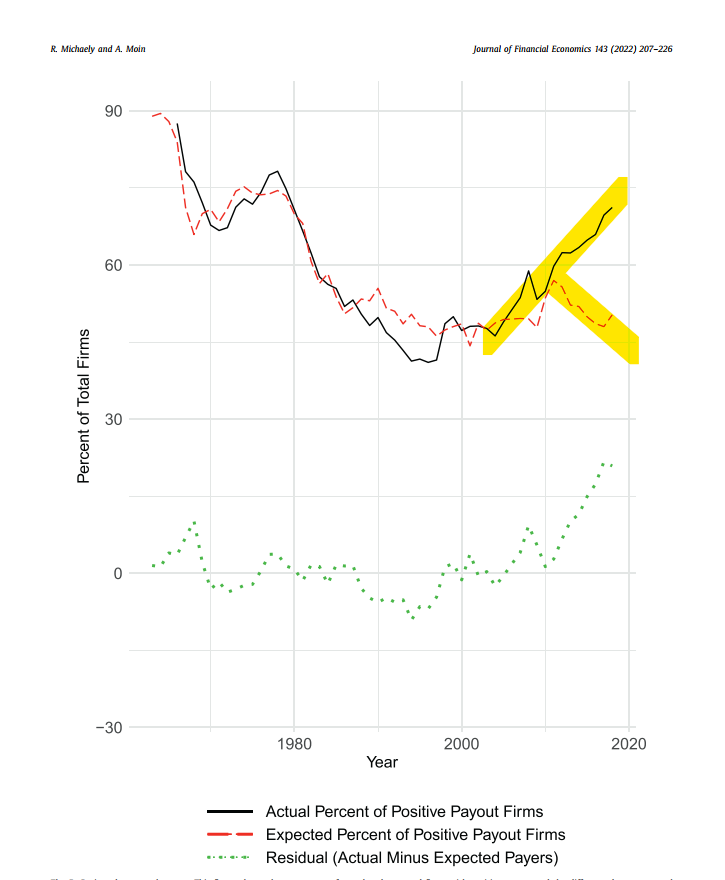 R. Michaely and A. Moin
Journal of Financial Economics 143 (2022) 207–226
90
60
30
0
−30
Percent of Total Firms
1980
2000
2020
Year
Actual Percent of Positive Payout Firms
Expected Percent of Positive Payout Firms
Residual (Actual Minus Expected Payers)